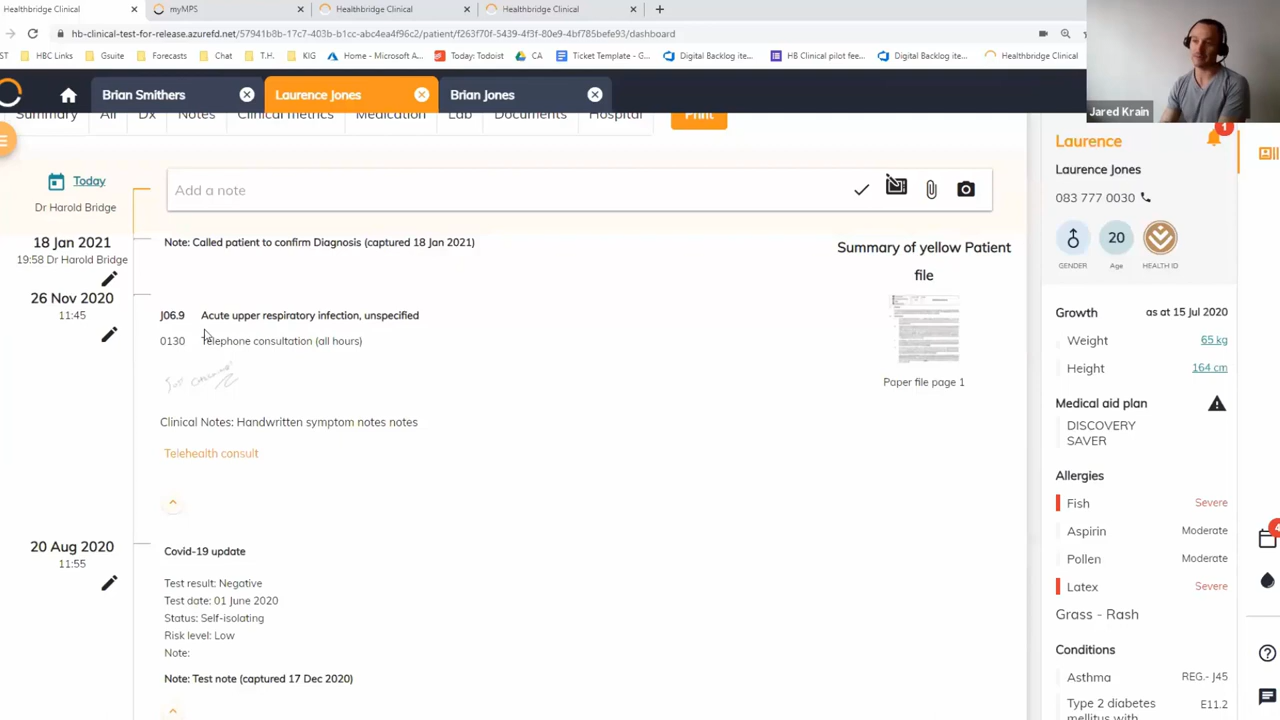 Healthbridge Clinical
myMPS
Healthbridge Clinical
Healthbridge Clinical
hb-clinical-test-for-release.azurefd.net/57941b8b-17c7-403b-b1cc-abc4ea4f96c2/patient/f263f70f-5439-4f3f-80e9-4bf785befe93/dashboard
ST
HBC Links
Gsuite
Forecasts
Chat
T.H.
KIG
Home - Microsoft A...
Today: Todoist
CA
Ticket Template - G...
Digital Backlog ite...
HB Clinical pilot fee...
Digital Backlog ite...
Healthbridge Clinical
Jared Krain
Brian Smithers
Laurence Jones
Brian Jones
Summary
All
Dx
Notes
Clinical metrics
Medication
Lab
Documents
Hospital
Print
Today
Dr Harold Bridge
Add a note
18 Jan 2021
19:58 Dr Harold Bridge
Note: Called patient to confirm Diagnosis (captured 18 Jan 2021)
26 Nov 2020
11:45
J06.9 Acute upper respiratory infection, unspecified
0130 Telephone consultation (all hours)
Clinical Notes: Handwritten symptom notes notes
Telehealth consult
20 Aug 2020
11:55
Covid-19 update
Test result: Negative
Test date: 01 June 2020
Status: Self-isolating
Risk level: Low
Note:
Note: Test note (captured 17 Dec 2020)
Summary of yellow Patient
file
Paper file page 1
Laurence
1
Laurence Jones
083 777 0030
20
GENDER
Age
HEALTH ID
Growth as at 15 Jul 2020
Weight 65 kg
Height 164 cm
Medical aid plan
DISCOVERY
SAVER
Allergies
Fish Severe
Aspirin Moderate
Pollen Moderate
Latex Severe
Grass - Rash
Conditions
Asthma REG.- J45
Type 2 diabetes E11.2
mellitus with
4